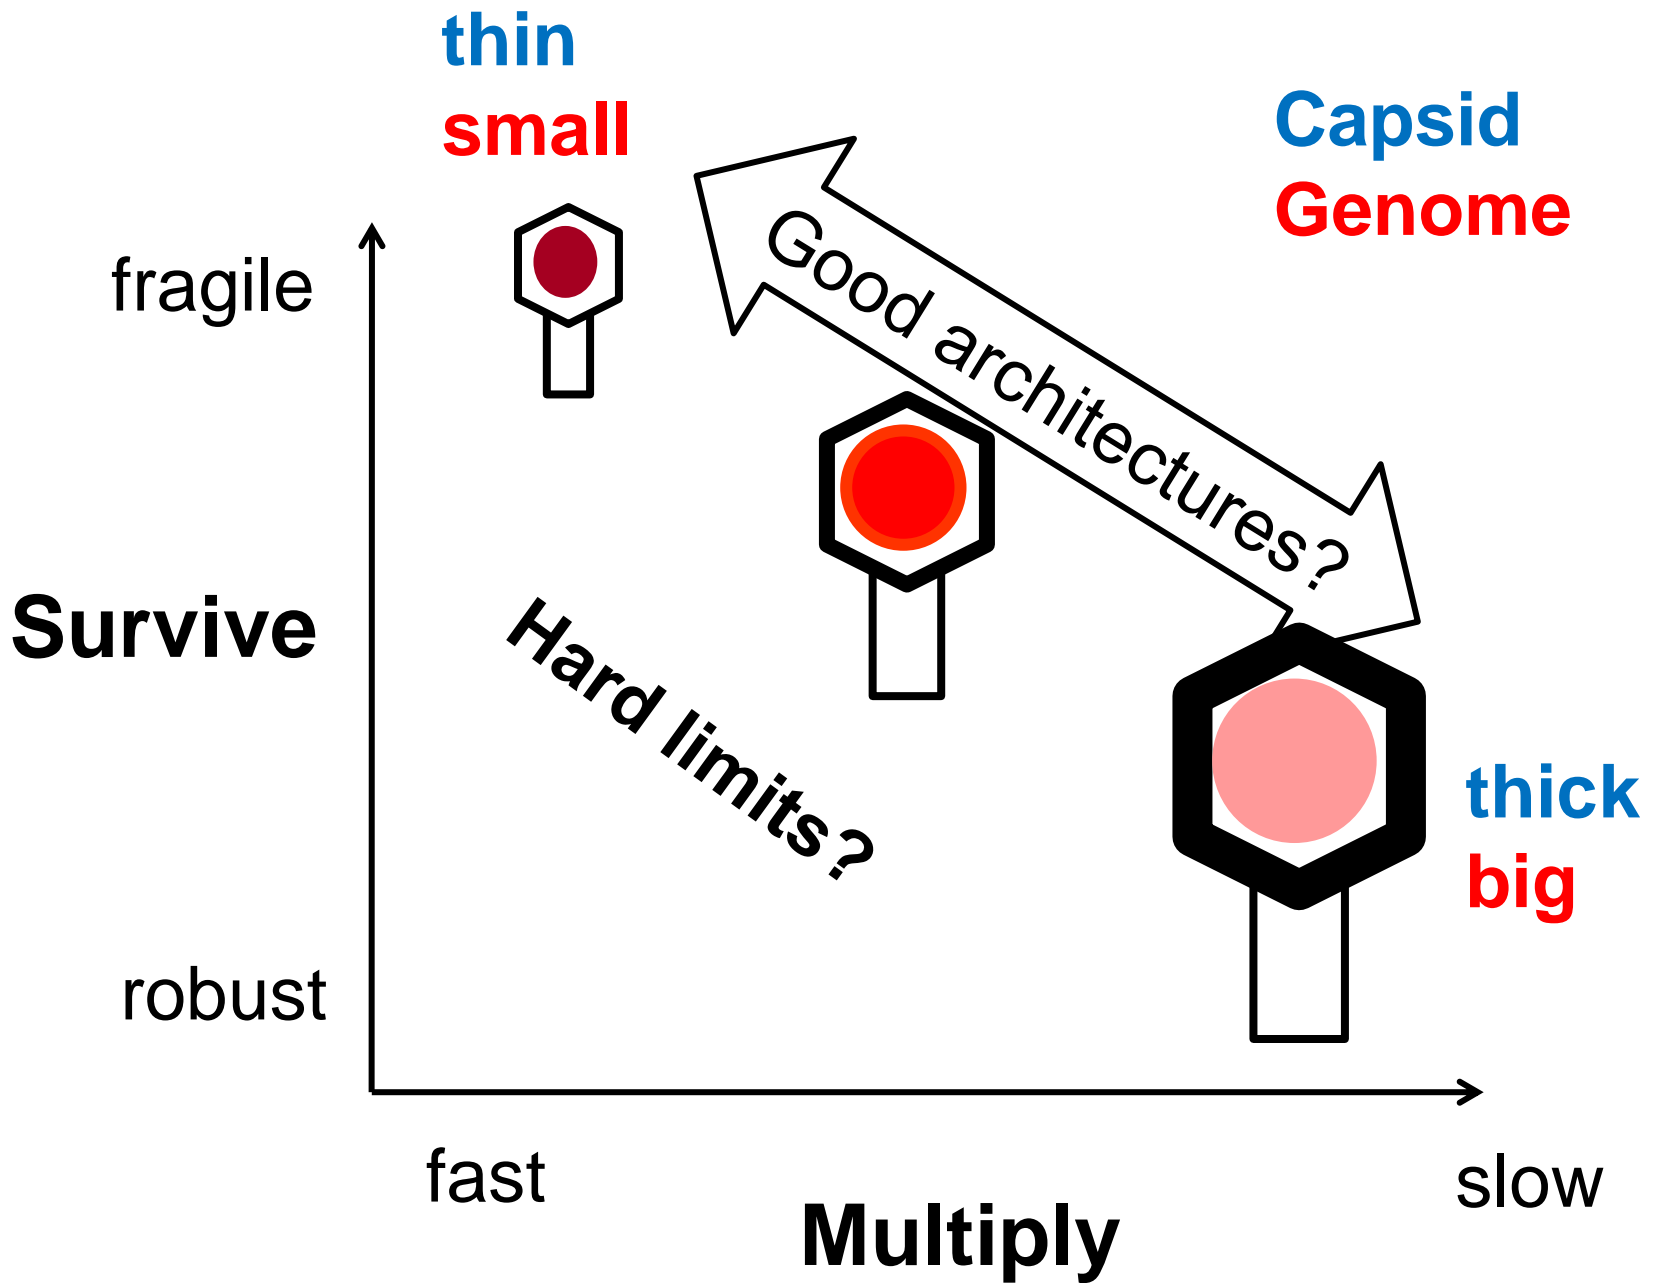 thin
small
Capsid
Genome
fragile
Good architectures?
Survive
Hard limits?
thick
big
robust
fast
slow
Multiply